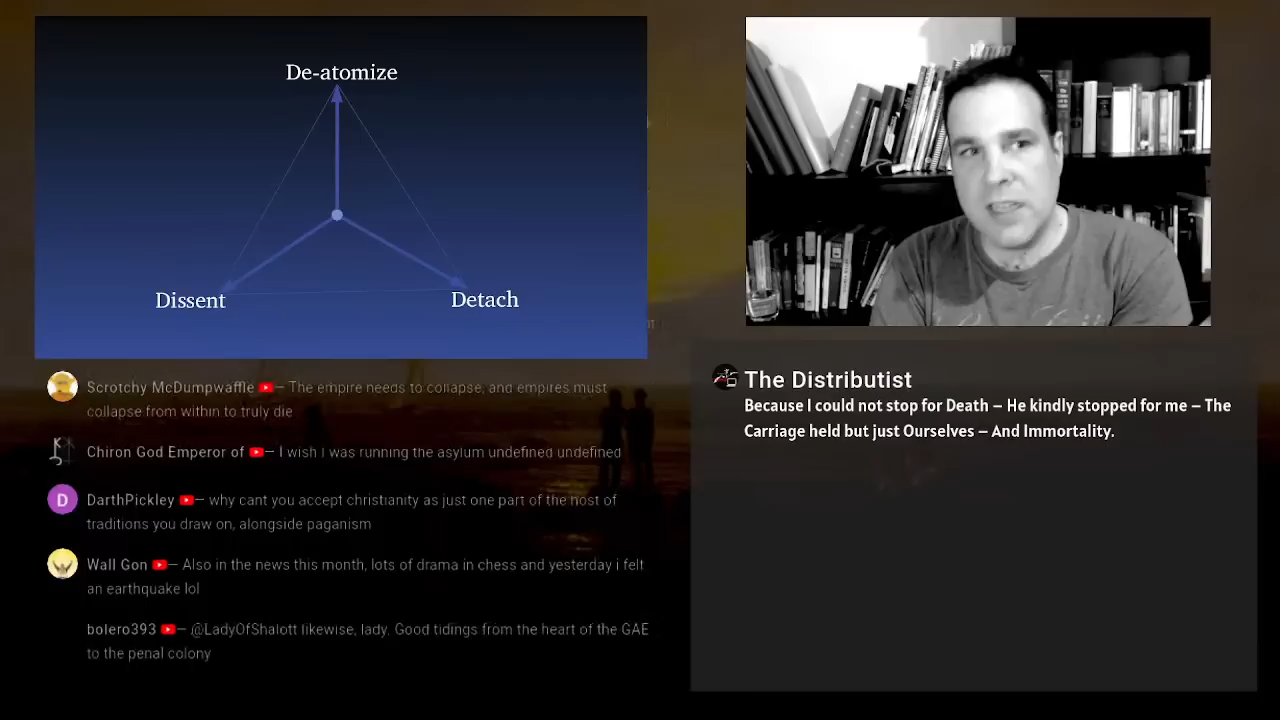 De-atomize
Dissent
Detach
Scrotchy McDumpwaffle — The empire needs to collapse, and empires must
collapse from within to truly die
Chiron God Emperor of — I wish I was running the asylum undefined undefined
DarthPickley — why cant you accept christianity as just one part of the host of
traditions you draw on, alongside paganism
D
Wall Gon — Also in the news this month, lots of drama in chess and yesterday i felt
an earthquake lol
bolero393 — @LadyOfShalott likewise, lady. Good tidings from the heart of the GAE
to the penal colony
The Distributist
Because I could not stop for Death – He kindly stopped for me – The
Carriage held but just Ourselves – And Immortality.